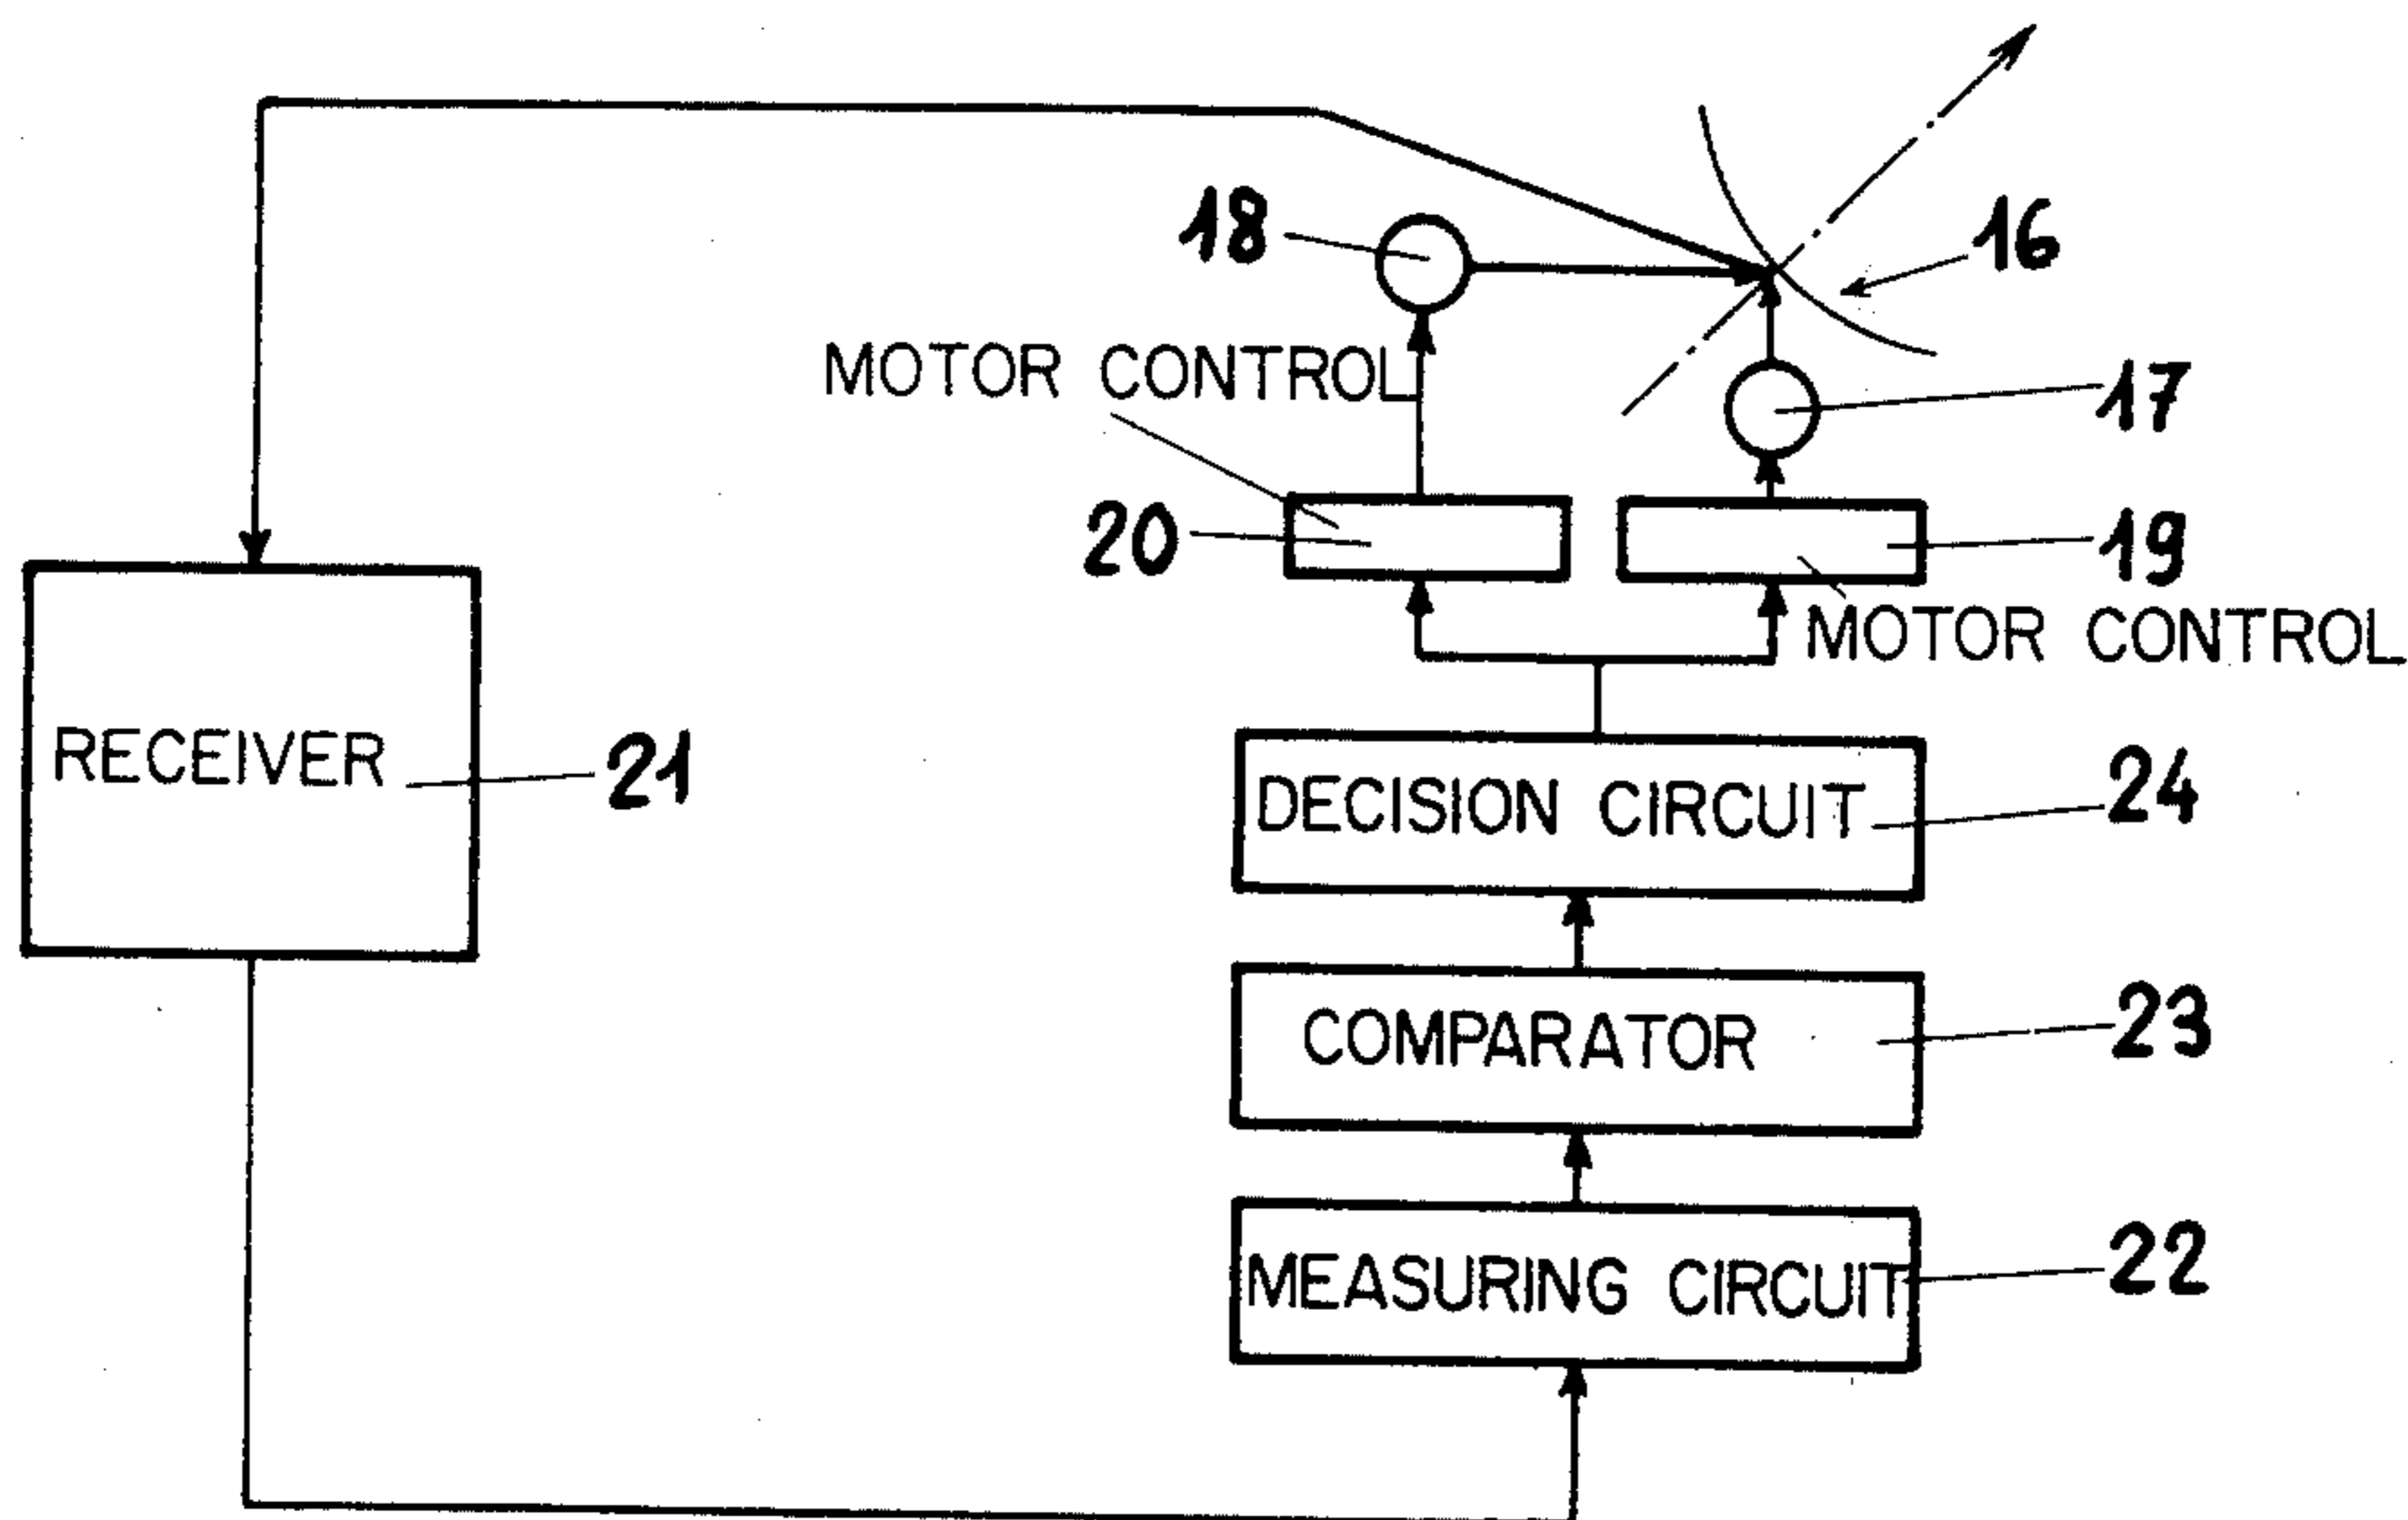 18
16
MOTOR CONTROL
17
20
19
MOTOR CONTROL
RECEIVER
21
DECISION CIRCUIT
24
COMPARATOR
23
MEASURING CIRCUIT
22